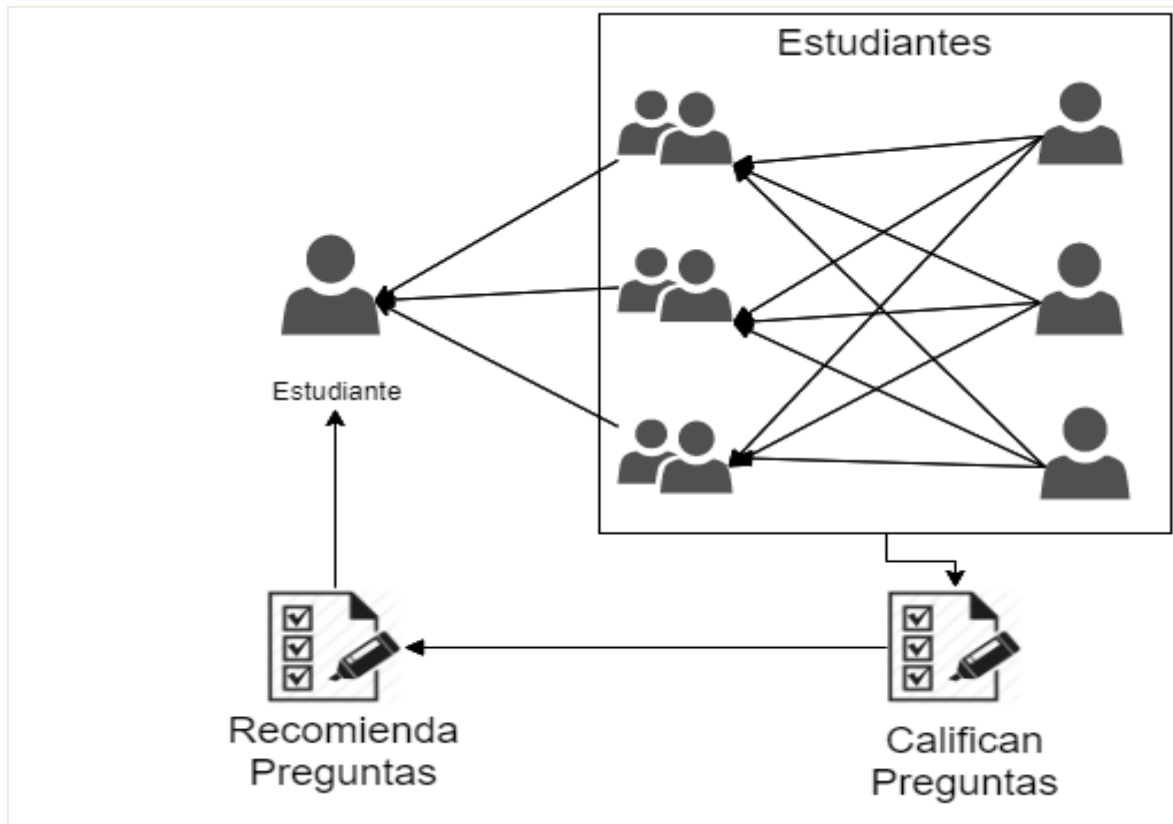 Estudiantes
Estudiante
Recomienda
Preguntas
Califican
Preguntas